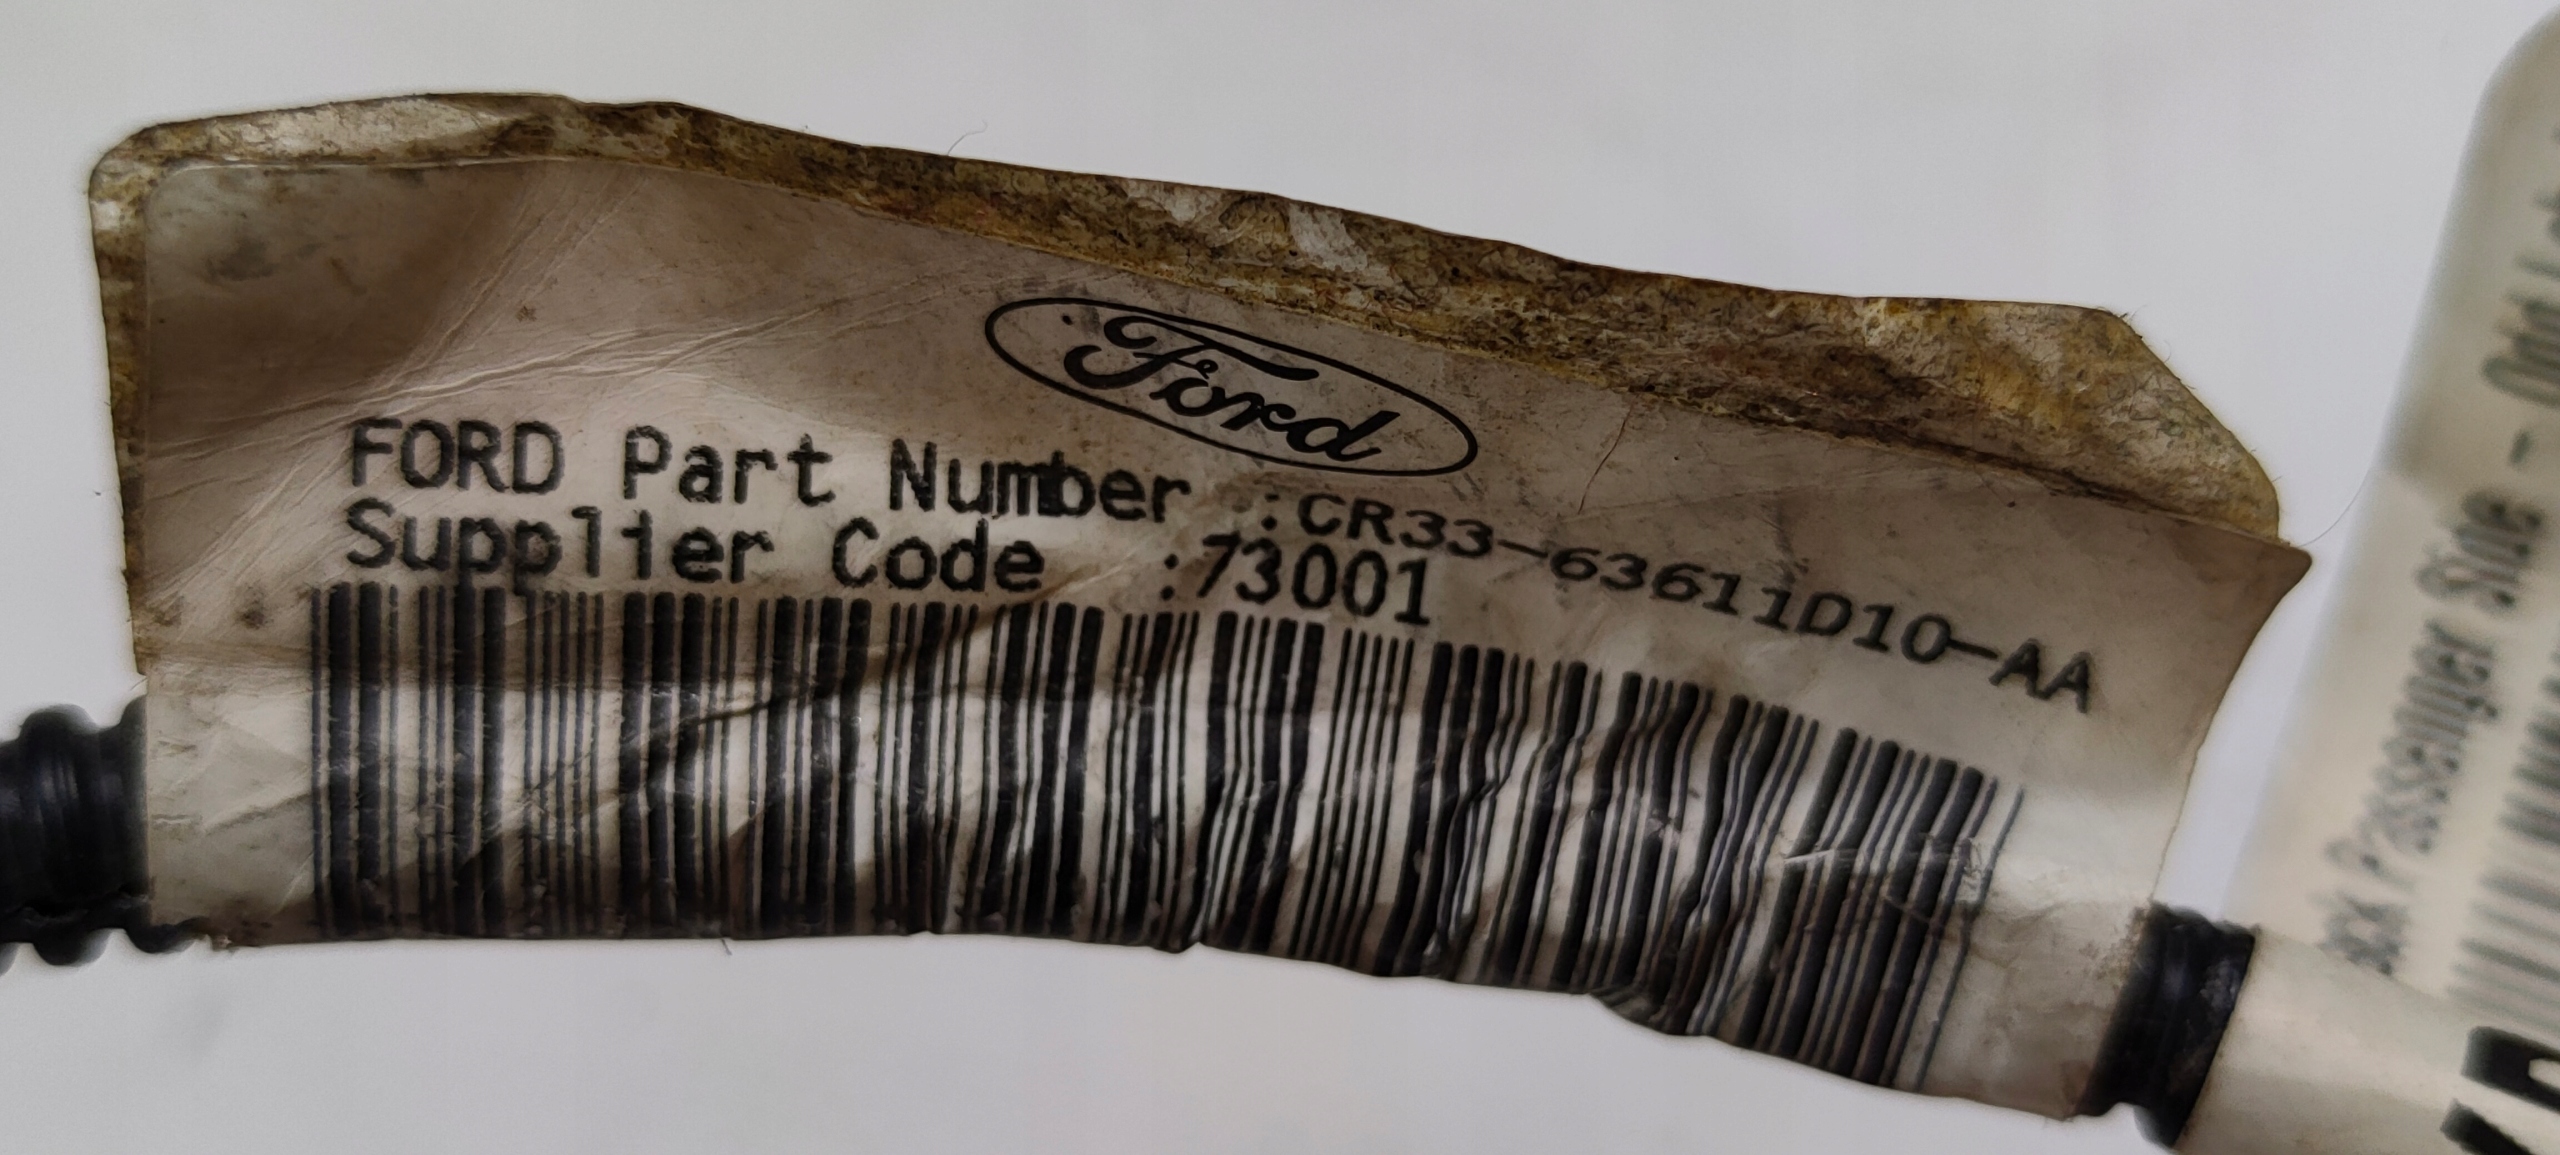 Ford
FORD Part Number :CR33-63611D10-AA
Supplier Code :73001
Passenger Side -